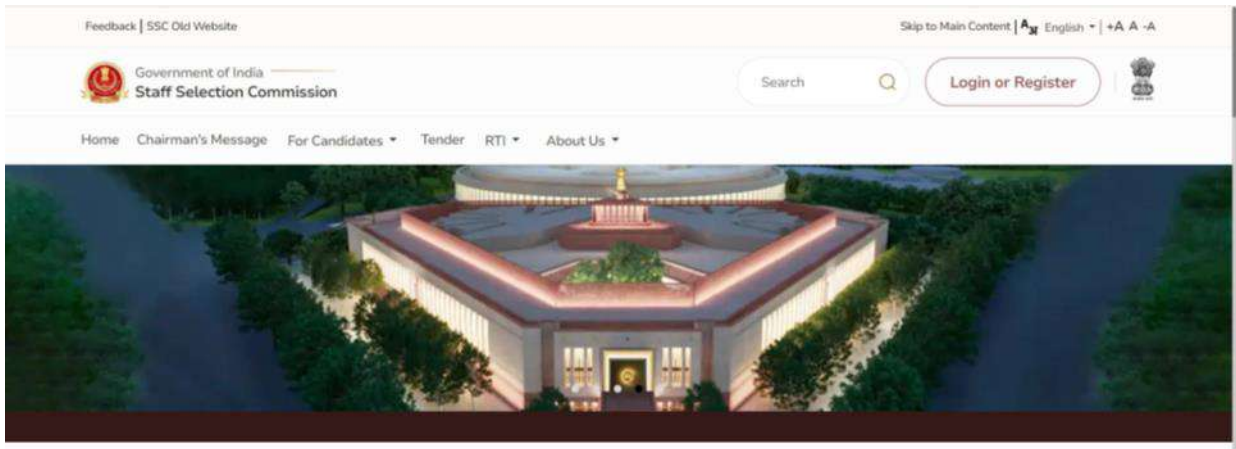 Feedback | SSC Old Website
Skip to Main Content | A अ English | +A A -A
Government of India
Staff Selection Commission
Search
Login or Register
Home Chairman's Message For Candidates Tender RTI About Us